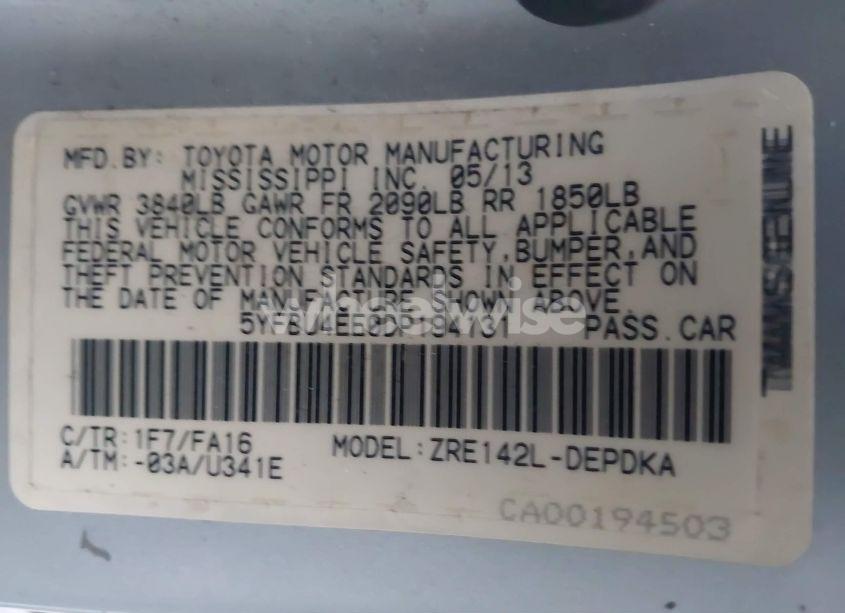 MFD.BY: TOYOTA MOTOR MANUFACTURING
MISSISSIPPI INC. 05/13
GVWR 3840LB GAWR FR 2090LB RR 1850LB
THIS VEHICLE CONFORMS TO ALL APPLICABLE
FEDERAL MOTOR VEHICLE SAFETY, BUMPER, AND
THEFT PREVENTION STANDARDS IN EFFECT ON
THE DATE OF MANUFACTURE SHOWN ABOVE.
PASS.CAR
C/TR:1F7/FA16
MODEL:ZRE142L-DEPDKA
A/TM:-03A/U341E
CA00194503